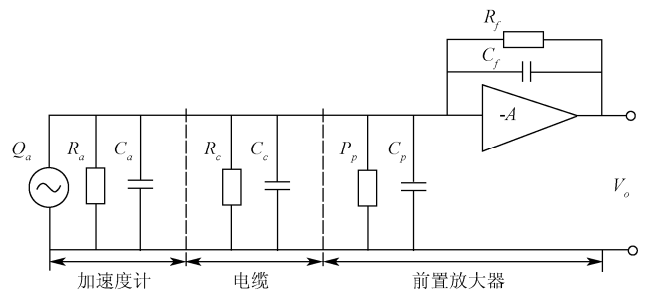 R_f
C_f
-A
Q_a R_a C_a R_c C_c P_p C_p
V_o
加速度计 电缆 前置放大器